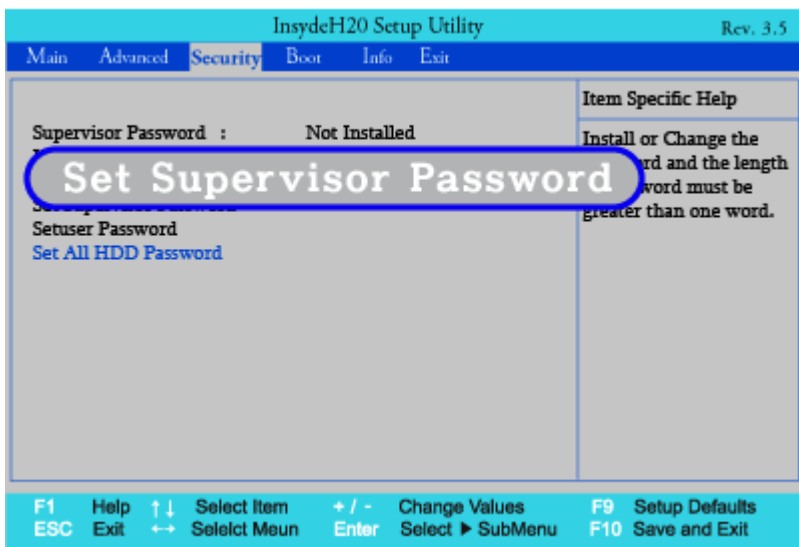 InsydeH20 Setup Utility
Rev. 3.5
Main Advanced Security Boot Info Exit
Supervisor Password : Not Installed
Set Supervisor Password
Setuser Password
Set All HDD Password
Item Specific Help
Install or Change the
and the length
must be
greater than one word.
F1 Help ↑↓ Select Item +/- Change Values F9 Setup Defaults
ESC Exit ↔ Selelct Meun Enter Select ▶ SubMenu F10 Save and Exit